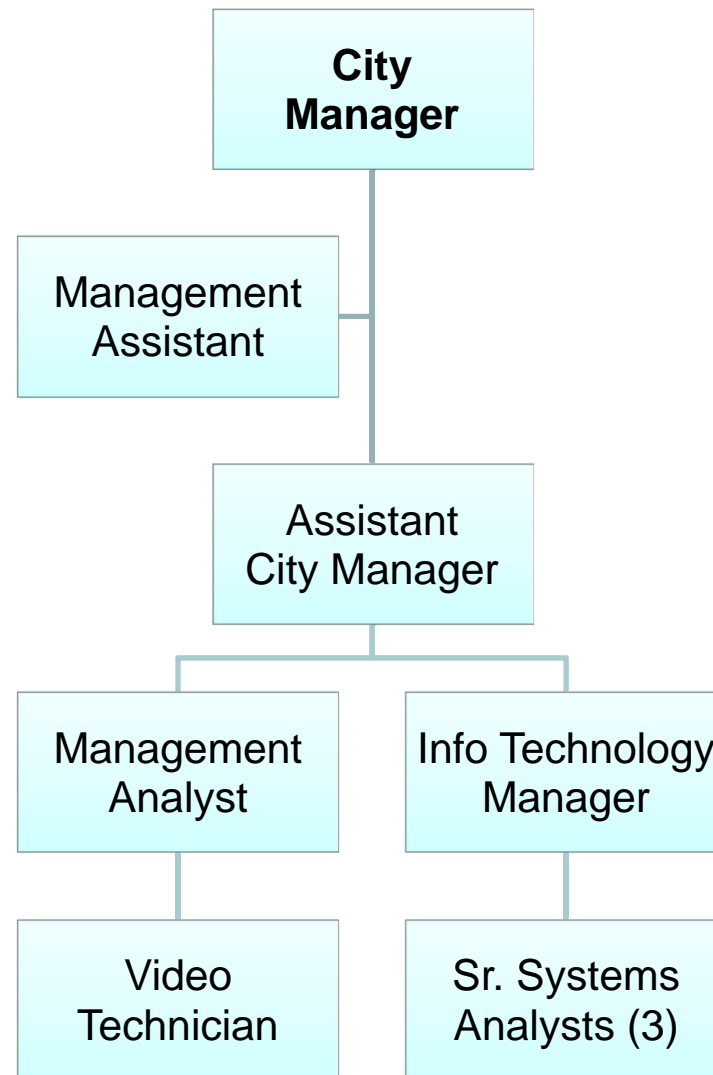 City
Manager
Management
Assistant
Assistant
City Manager
Management
Analyst
Info Technology
Manager
Video
Technician
Sr. Systems
Analysts (3)